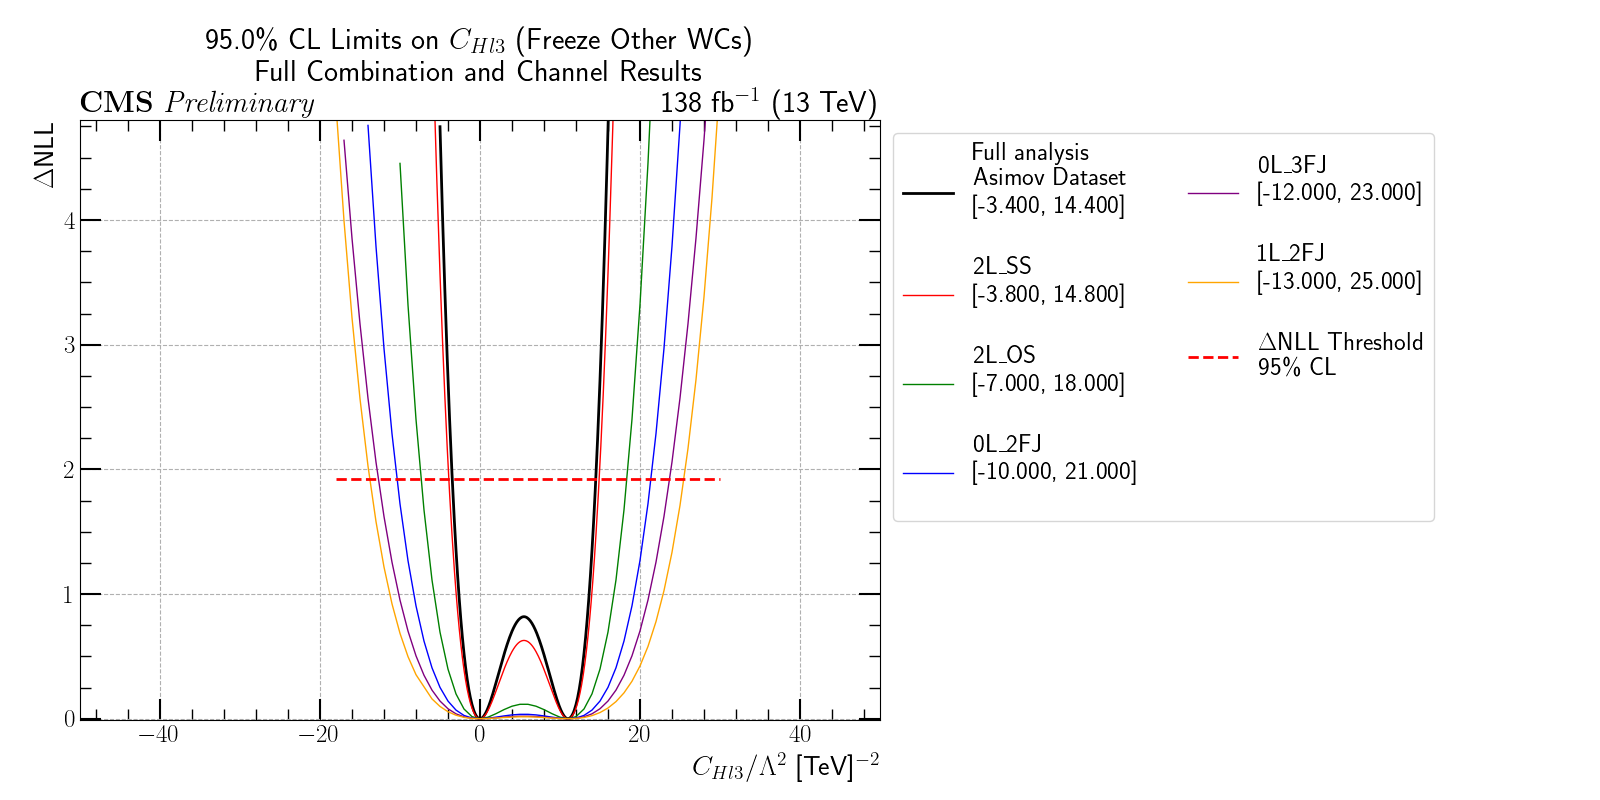 95.0% CL Limits on C_{Hl3} (Freeze Other WCs)
Full Combination and Channel Results
CMS Preliminary
138 fb⁻¹ (13 TeV)
ΔNLL
4
3
2
1
0
−40
−20
0
20
40
C_{Hl3}/Λ² [TeV]⁻²
Full analysis
Asimov Dataset
[-3.400, 14.400]
2L_SS
[-3.800, 14.800]
2L_OS
[-7.000, 18.000]
0L_2FJ
[-10.000, 21.000]
0L_3FJ
[-12.000, 23.000]
1L_2FJ
[-13.000, 25.000]
ΔNLL Threshold
95% CL